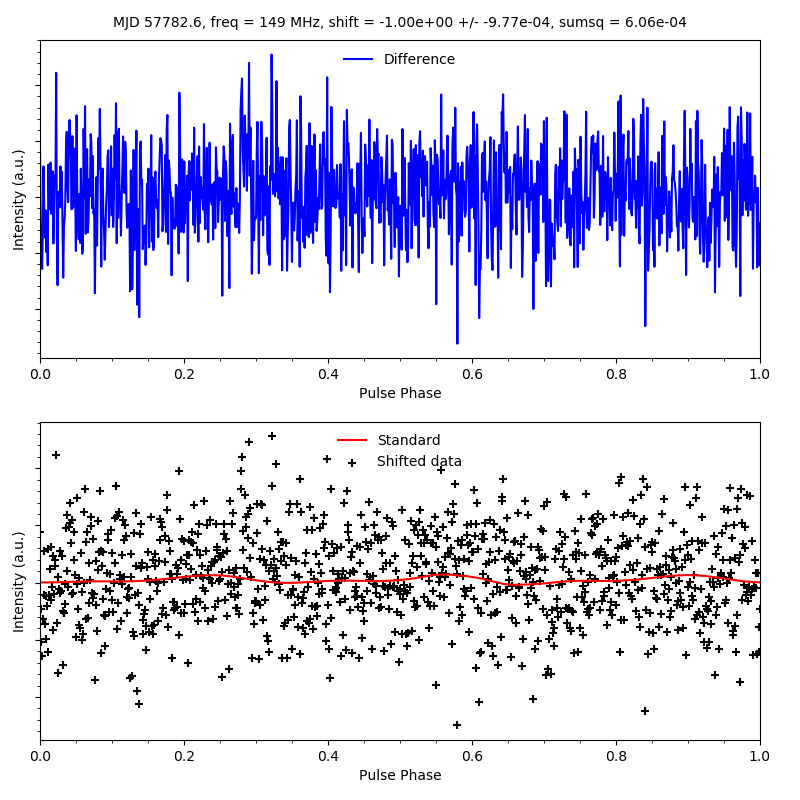 MJD 57782.6, freq = 149 MHz, shift = -1.00e+00 +/- -9.77e-04, sumsq = 6.06e-04
Difference
Intensity (a.u.)
0.0 0.2 0.4 0.6 0.8 1.0
Pulse Phase
Standard
Shifted data
Intensity (a.u.)
0.0 0.2 0.4 0.6 0.8 1.0
Pulse Phase